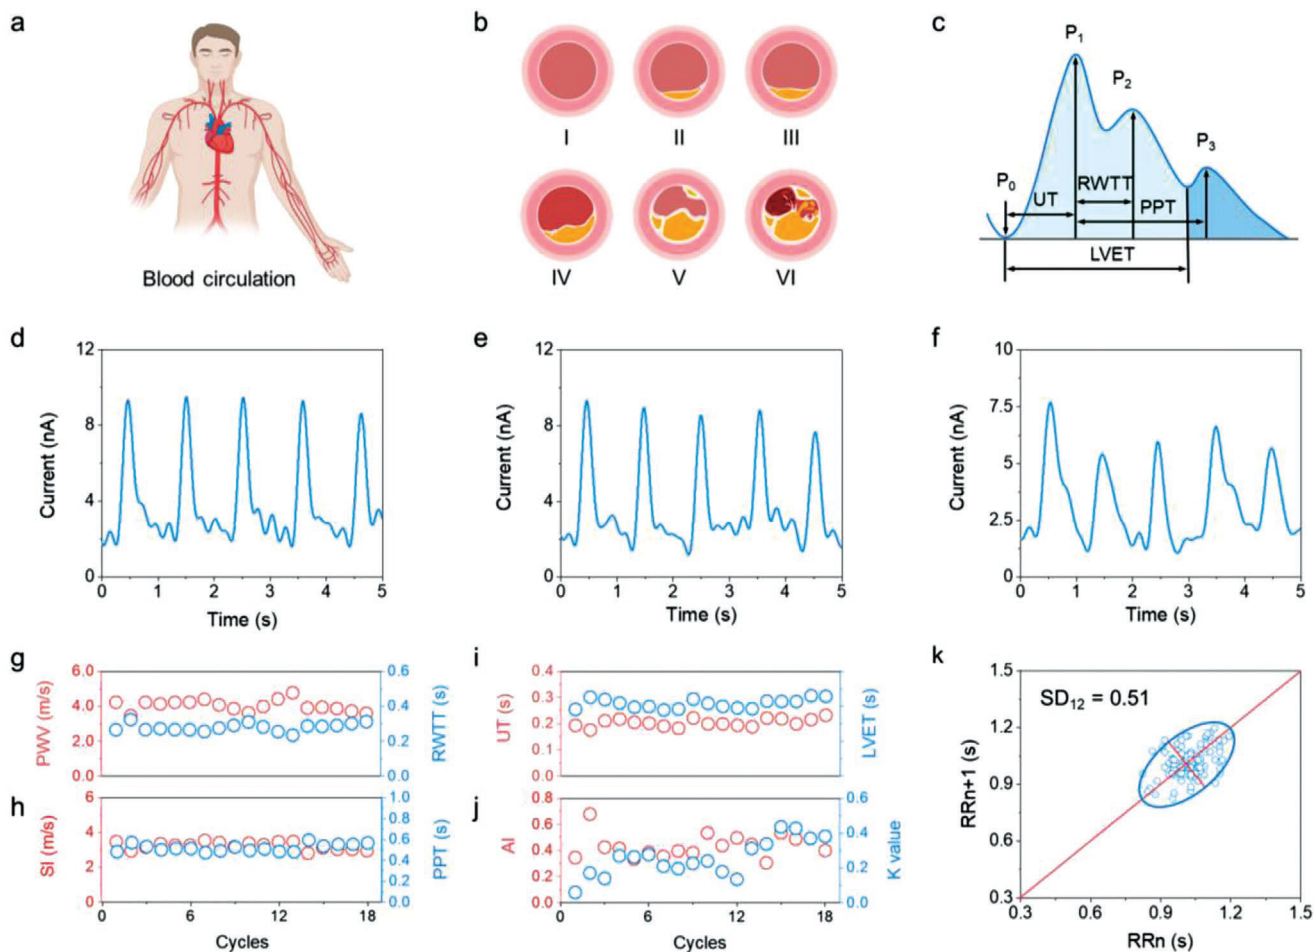 a
Blood circulation
b
I
II
III
IV
V
VI
c
P1
P2
P3
P0
UT
RWTT
PPT
LVET
d
12
8
4
0
Current (nA)
0 1 2 3 4 5
Time (s)
e
12
8
4
0
Current (nA)
0 1 2 3 4 5
Time (s)
f
10
7.5
5
2.5
0
Current (nA)
0 1 2 3 4 5
Time (s)
g
6.0
4.0
2.0
0.0
PWV (m/s)
0.6
0.4
0.2
0.0
RWTT (s)
h
6
3
0
SI (m/s)
1.0
0.8
0.6
0.4
0.2
0.0
PPT (s)
0 6 12 18
Cycles
i
0.4
0.3
0.2
0.1
0.0
UT (s)
0.4
0.2
0.0
LVET (s)
j
0.8
0.6
0.4
0.2
0.0
AI
0.6
0.4
0.2
0.0
K value
0 6 12 18
Cycles
k
SD12 = 0.51
1.5
1.2
0.9
0.6
0.3
RRn+1 (s)
0.3 0.6 0.9 1.2 1.5
RRn (s)